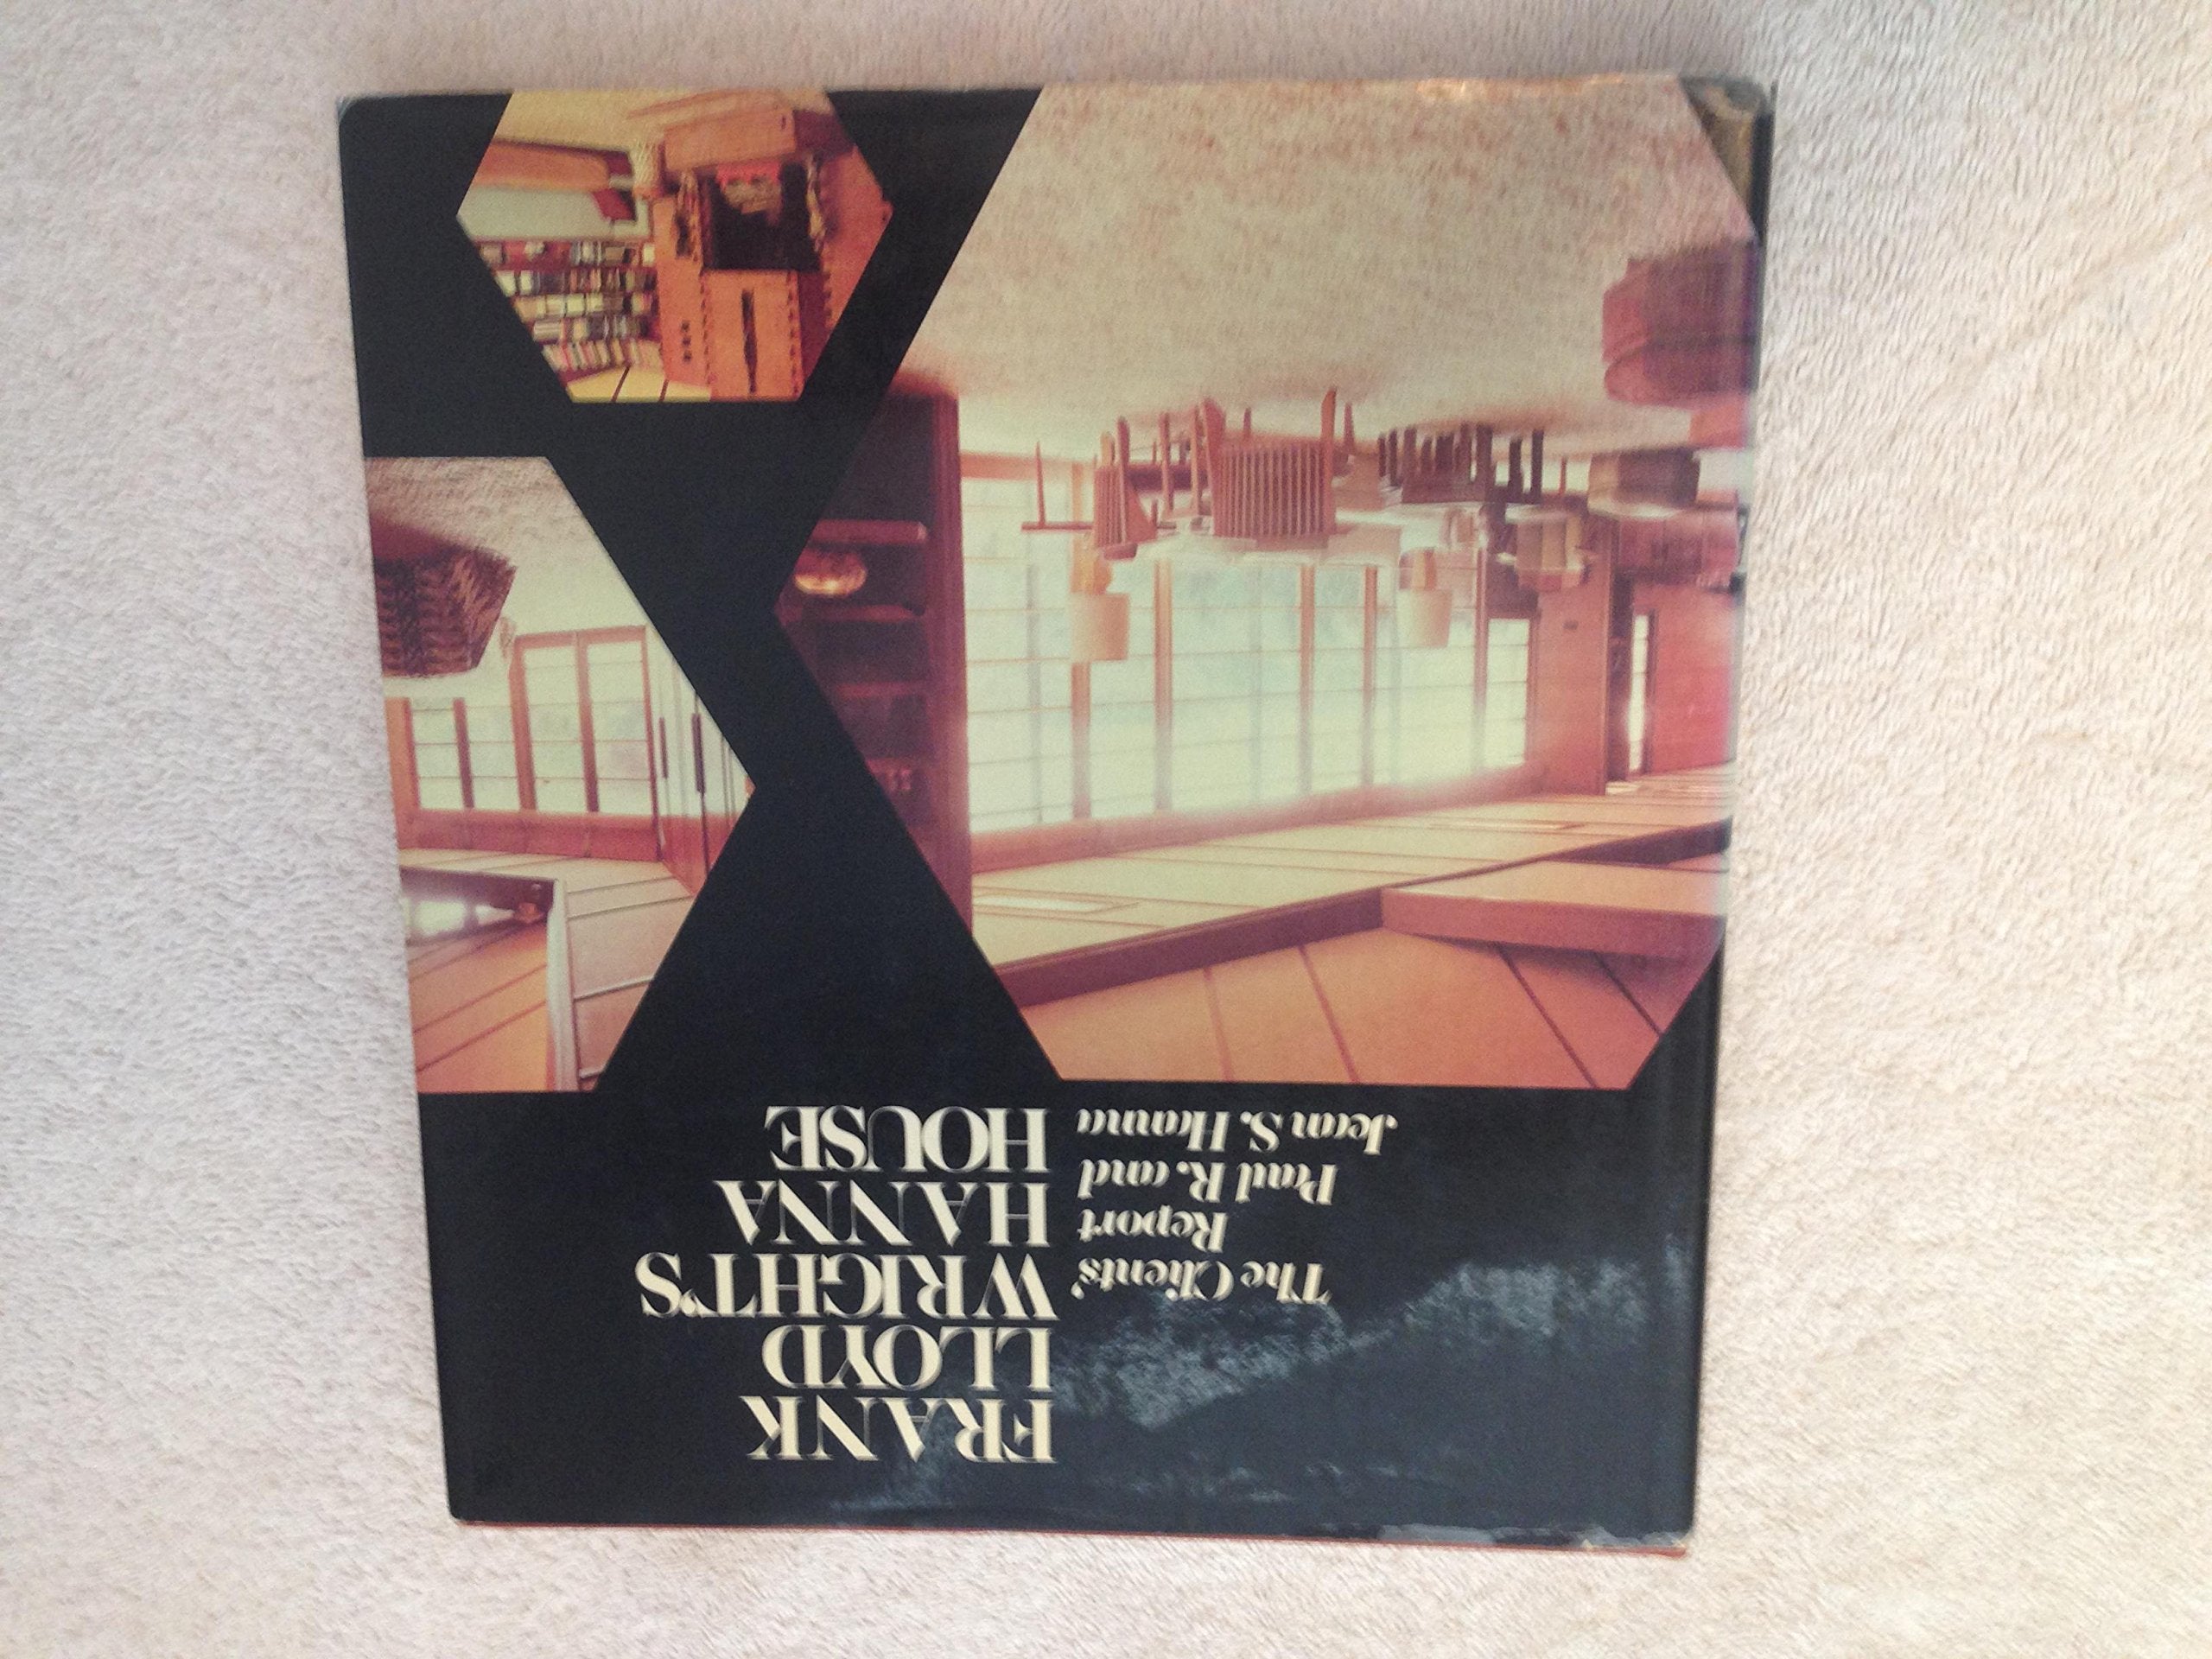 The Clients'
Report
Paul R. and
Jean S. Hanna
FRANK
LLOYD
WRIGHT'S
HANNA
HOUSE